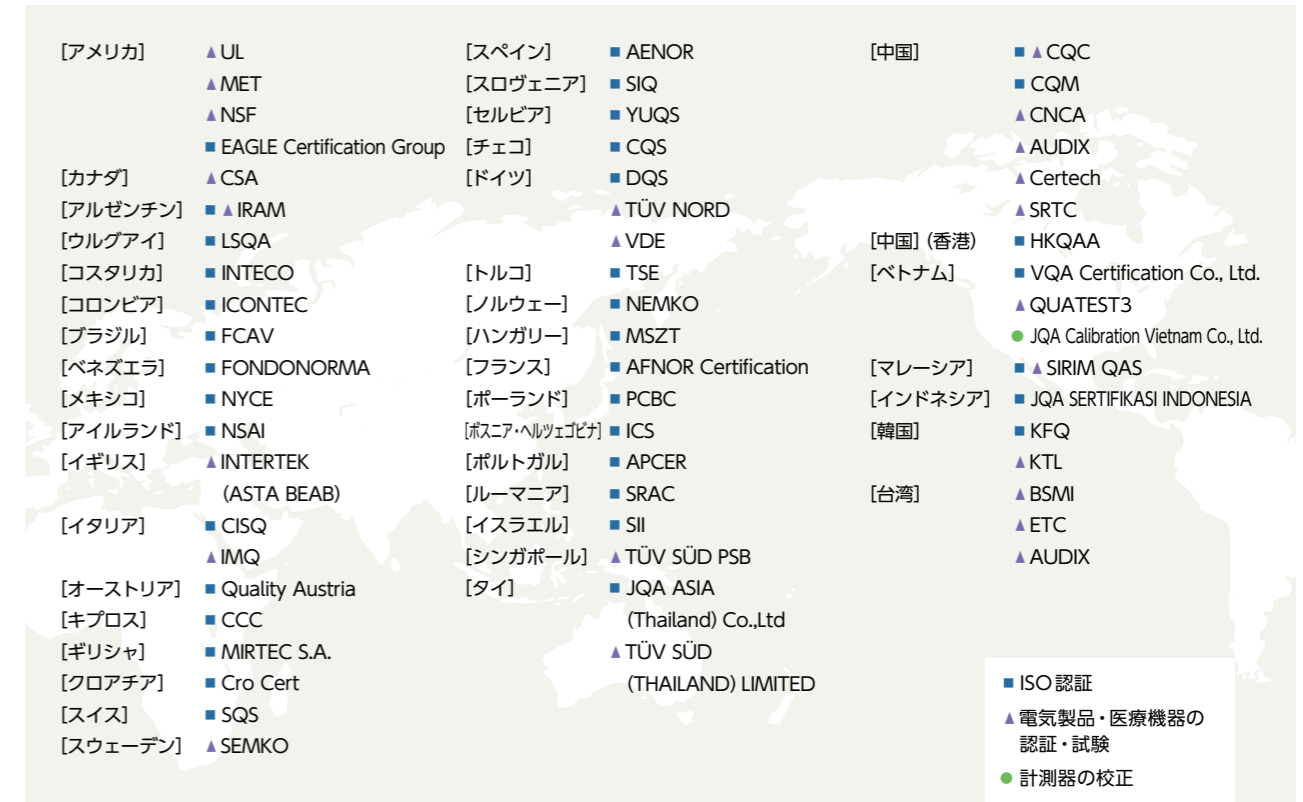 [アメリカ] ▲UL
▲MET
▲NSF
■ EAGLE Certification Group
[カナダ] ▲CSA
[アルゼンチン] ■ ▲IRAM
[ウルグアイ] ■ LSQA
[コスタリカ] ■ INTECO
[コロンビア] ■ ICONTEC
[ブラジル] ■ FCAV
[ベネズエラ] ■ FONDONORMA
[メキシコ] ■ NYCE
[アイルランド] ■ NSAI
[イギリス] ▲INTERTEK
(ASTA BEAB)
[イタリア] ■ CISQ
▲IMQ
[オーストリア] ■ Quality Austria
[キプロス] ■ CCC
[ギリシャ] ■ MIRTEC S.A.
[クロアチア] ■ Cro Cert
[スイス] ■ SQS
[スウェーデン] ▲SEMKO
[スペイン] ■ AENOR
[スロヴェニア] ■ SIQ
[セルビア] ■ YUQS
[チェコ] ■ CQS
[ドイツ] ■ DQS
▲TÜV NORD
▲VDE
[トルコ] ■ TSE
[ノルウェー] ■ NEMKO
[ハンガリー] ■ MSZT
[フランス] ■ AFNOR Certification
[ポーランド] ■ PCBC
[ボスニア・ヘルツェゴビナ] ■ ICS
[ポルトガル] ■ APCER
[ルーマニア] ■ SRAC
[イスラエル] ■ SII
[シンガポール] ▲TÜV SÜD PSB
[タイ] ■ JQA ASIA
(Thailand) Co.,Ltd
▲TÜV SÜD
(THAILAND) LIMITED
[中国] ■ ▲CQC
■ CQM
▲CNCA
▲AUDIX
▲Certech
▲SRTC
[中国](香港) ■ HKQAA
[ベトナム] ■ VQA Certification Co., Ltd.
▲QUATEST3
● JQA Calibration Vietnam Co., Ltd.
[マレーシア] ■ ▲SIRIM QAS
[インドネシア] ■ JQA SERTIFIKASI INDONESIA
[韓国] ■ KFQ
▲KTL
[台湾] ▲BSMI
▲ETC
▲AUDIX
■ ISO認証
▲電気製品・医療機器の
認証・試験
● 計測器の校正